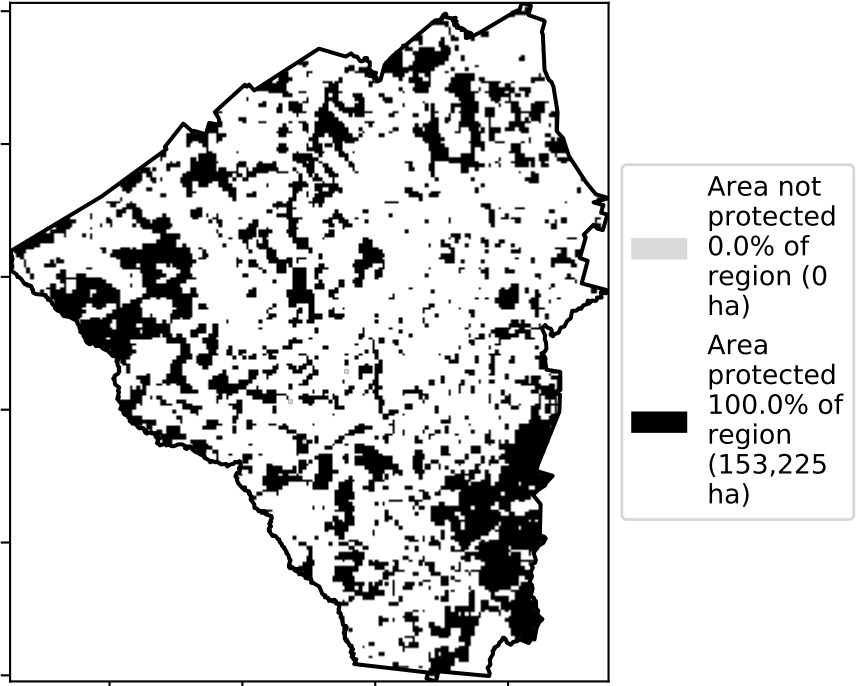 Area not
protected
0.0% of
region (0
ha)
Area
protected
100.0% of
region
(153,225
ha)